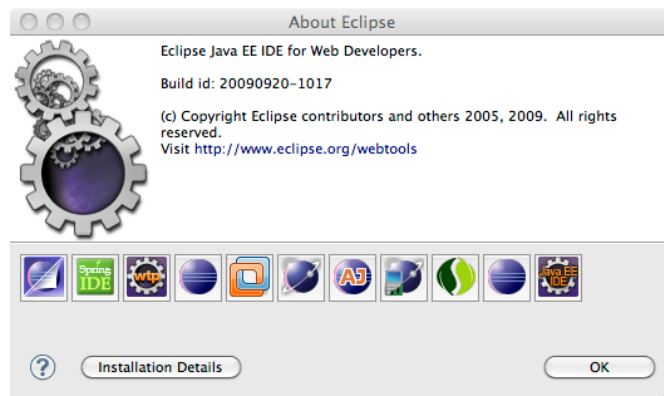 About Eclipse
Eclipse Java EE IDE for Web Developers.
Build id: 20090920-1017
(c) Copyright Eclipse contributors and others 2005, 2009.  All rights
reserved.
Visit http://www.eclipse.org/webtools
Spring
IDE
wtp
AJ
Java EE
IDE
?
Installation Details
OK